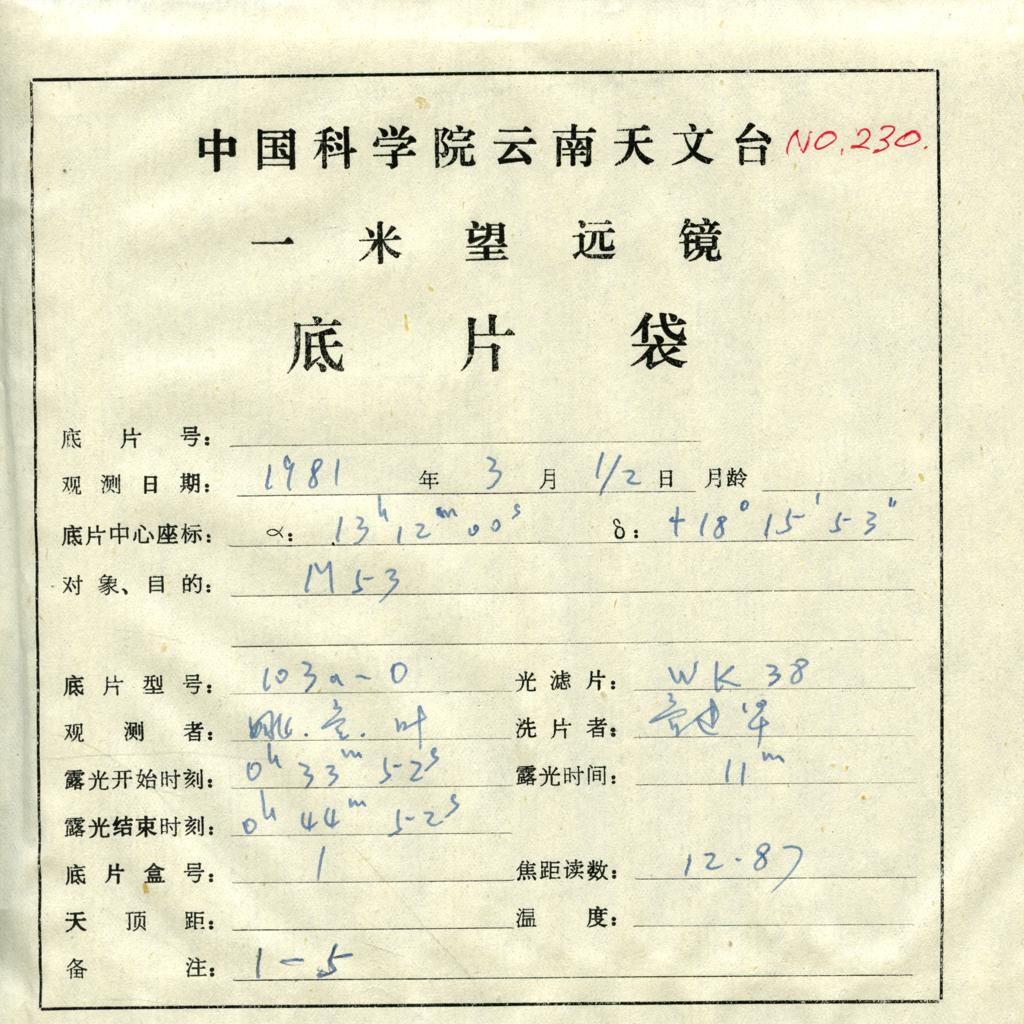 中国科学院云南天文台 NO.230.
一米望远镜
底片袋
底片号:
观测日期: 1981 年 3 月 1/2 日 月龄
底片中心座标: α: 13h 12m 00s δ: +18° 15' 53"
对象、目的: M53
底片型号: 103a-O 光滤片: WK 38
观测者: 洗片者:
露光开始时刻: 0h 33m 52s 露光时间: 11m
露光结束时刻: 0h 44m 52s
底片盒号: 1 焦距读数: 12.87
天顶距: 温度:
备注: 1-5